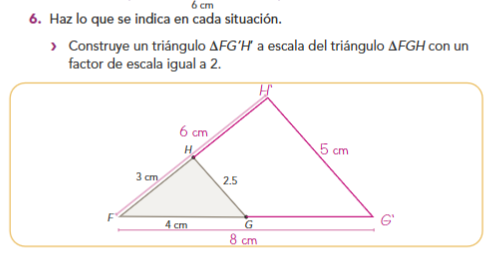 6 cm
6. Haz lo que se indica en cada situación.
› Construye un triángulo ΔFG'H' a escala del triángulo ΔFGH con un
factor de escala igual a 2.
H'
6 cm
H
5 cm
3 cm
2.5
F
4 cm
G
G'
8 cm